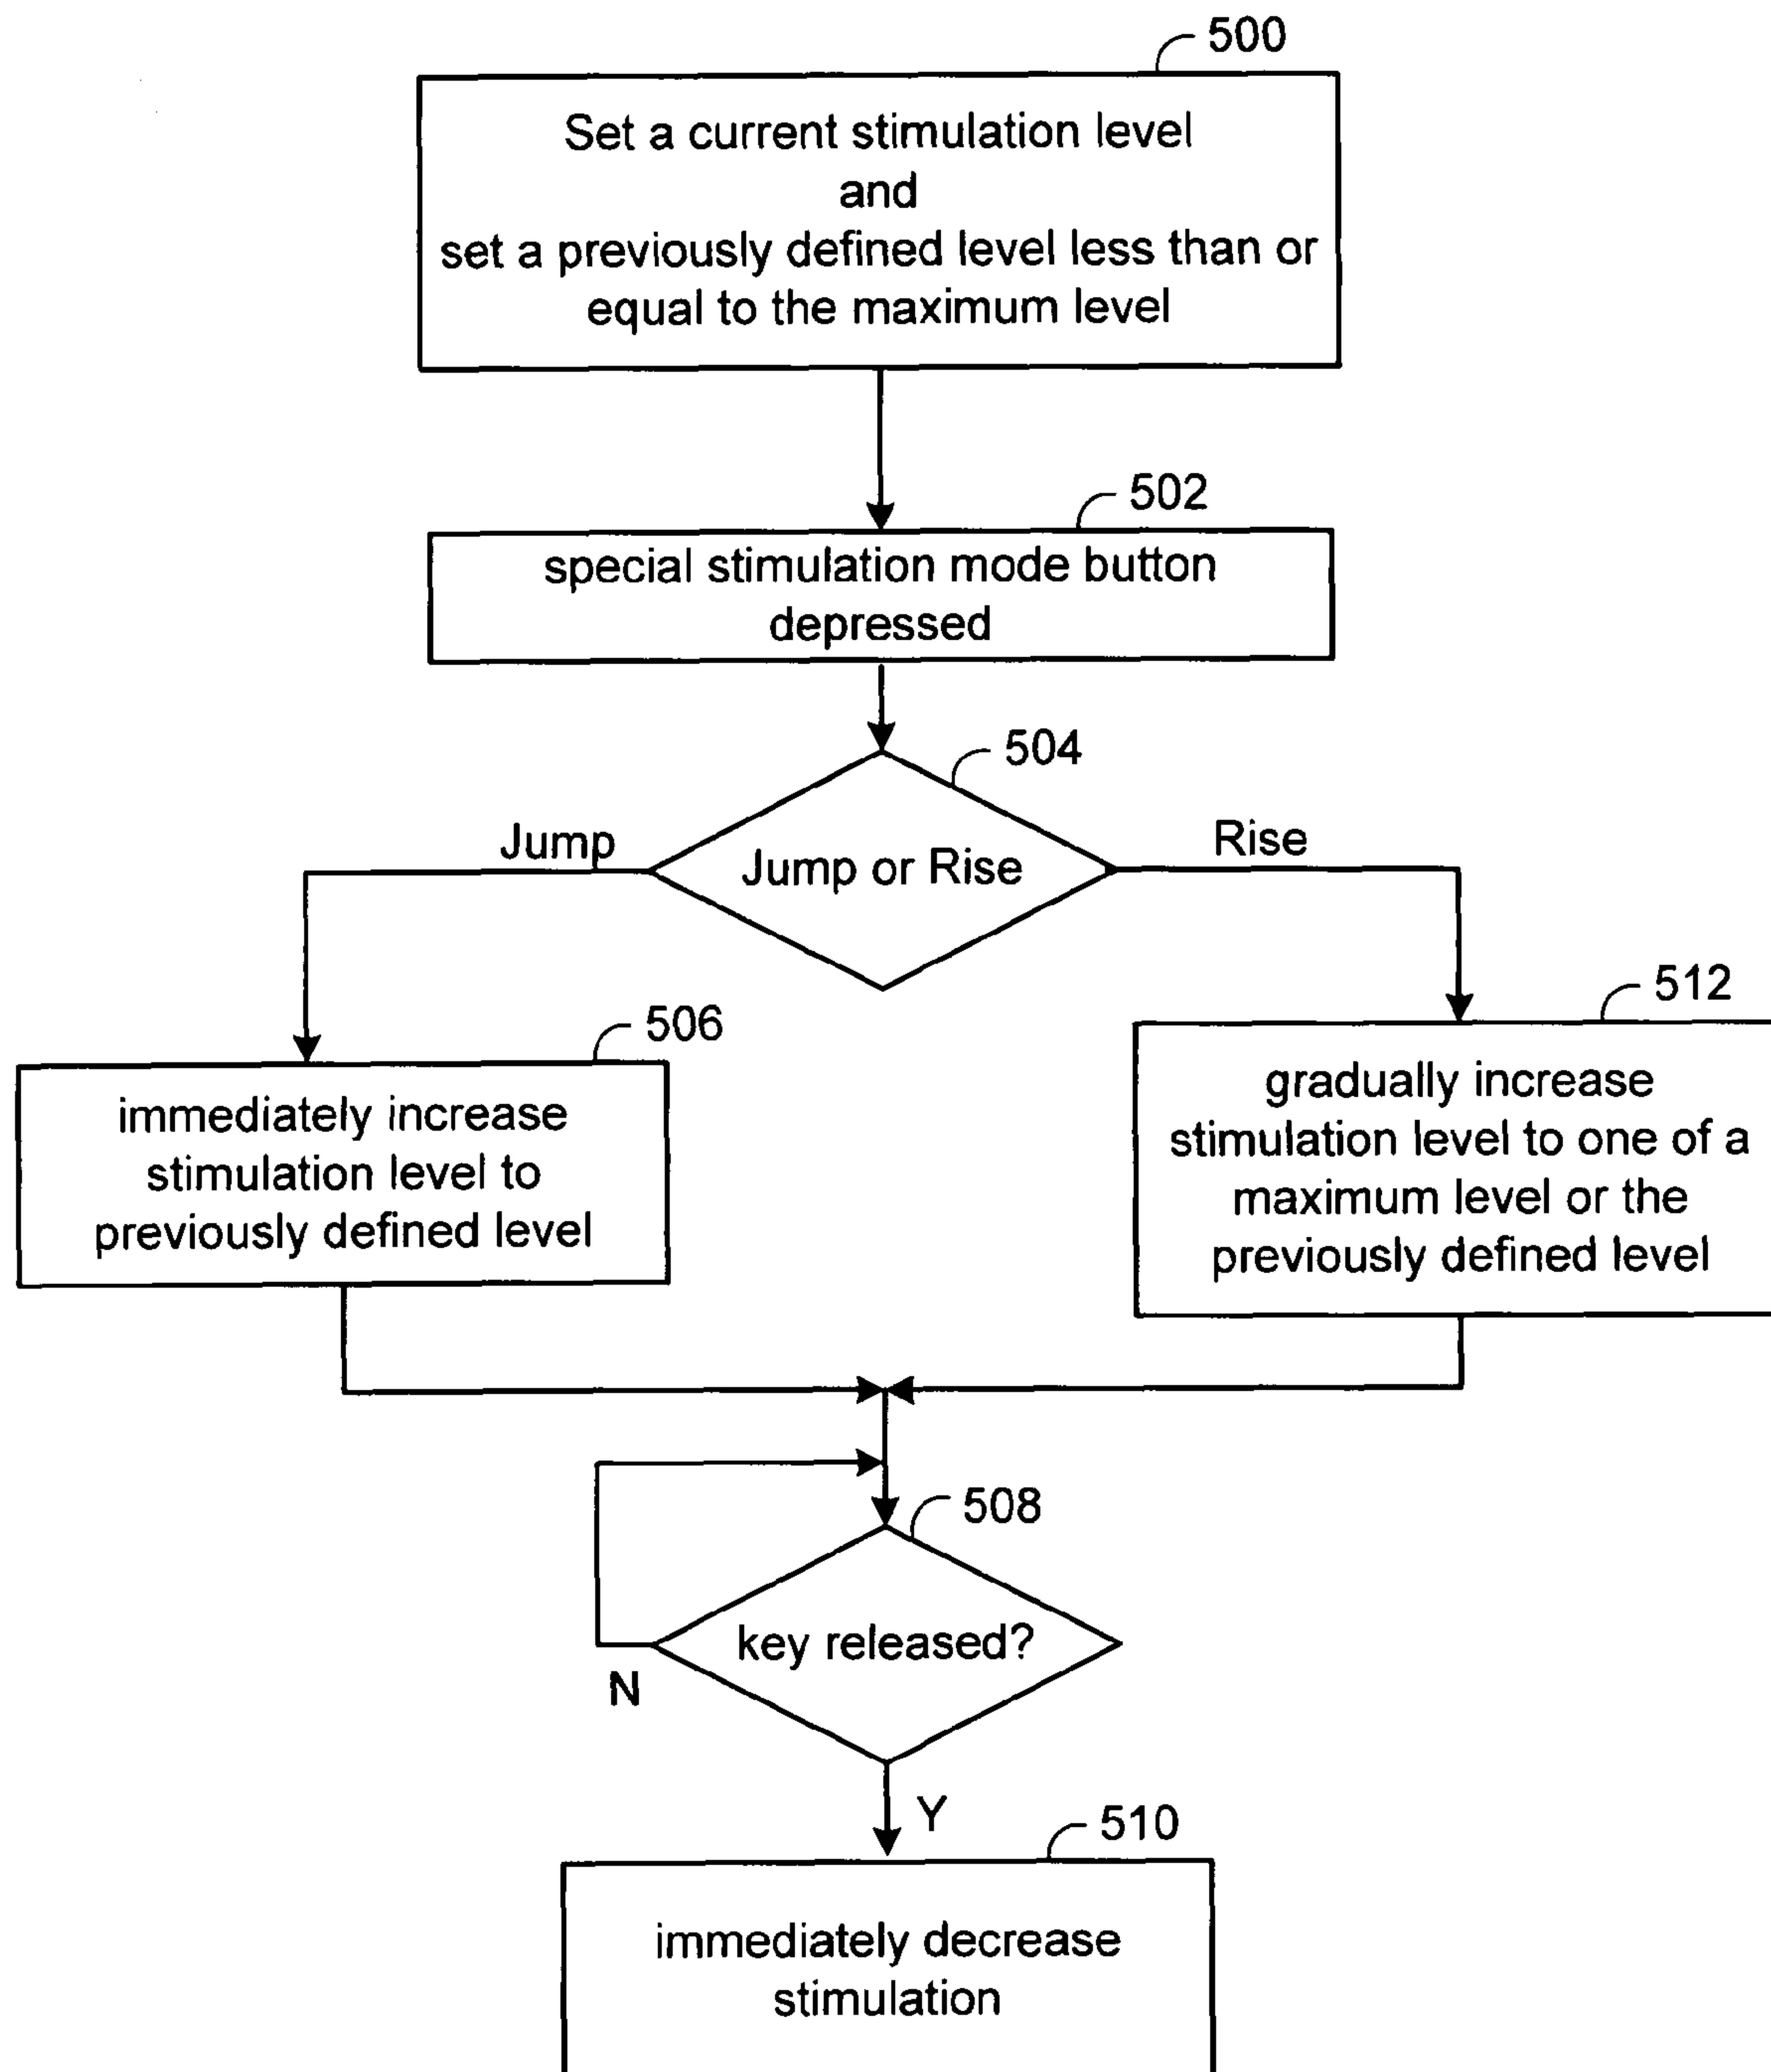 500
Set a current stimulation level
and
set a previously defined level less than or
equal to the maximum level
502
special stimulation mode button
depressed
504
Jump
Jump or Rise
Rise
506
immediately increase
stimulation level to
previously defined level
512
gradually increase
stimulation level to one of a
maximum level or the
previously defined level
508
key released?
N
Y
510
immediately decrease
stimulation